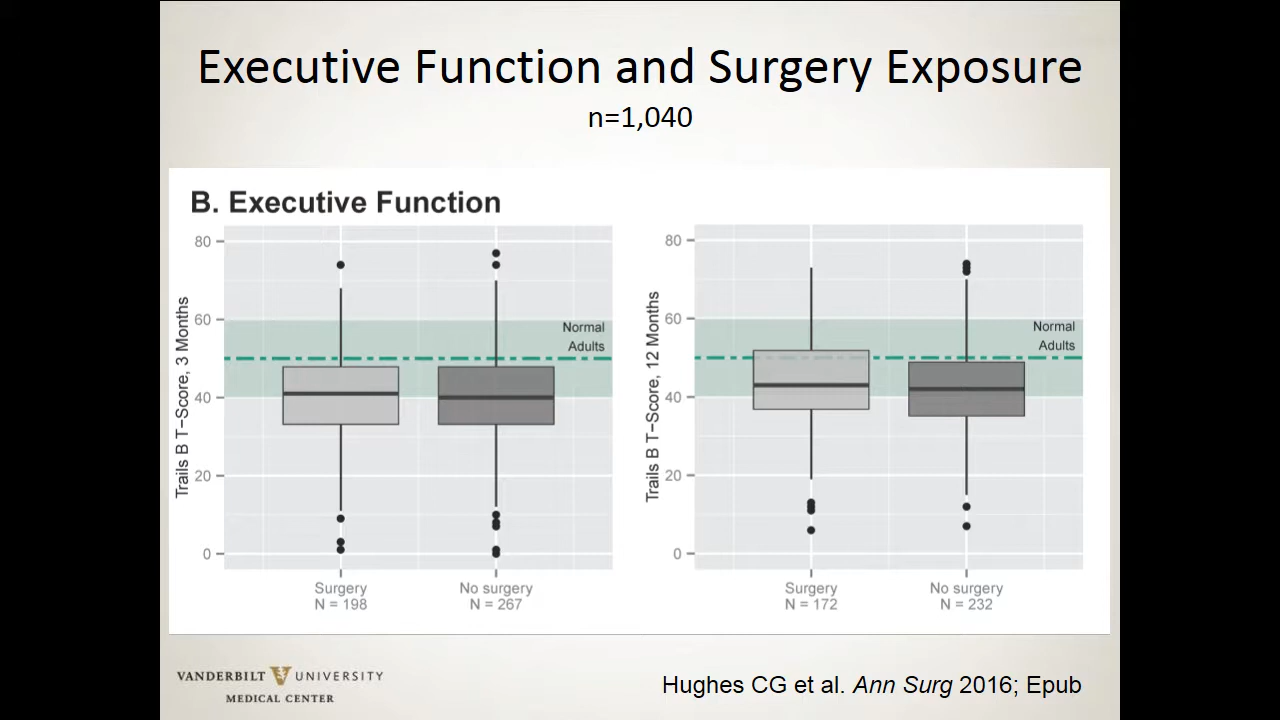 Executive Function and Surgery Exposure
n=1,040
B. Executive Function
Trails B T−Score, 3 Months
80
60
40
20
0
Normal
Adults
Surgery
N = 198
No surgery
N = 267
Trails B T−Score, 12 Months
80
60
40
20
0
Normal
Adults
Surgery
N = 172
No surgery
N = 232
VANDERBILT UNIVERSITY
MEDICAL CENTER
Hughes CG et al. Ann Surg 2016; Epub